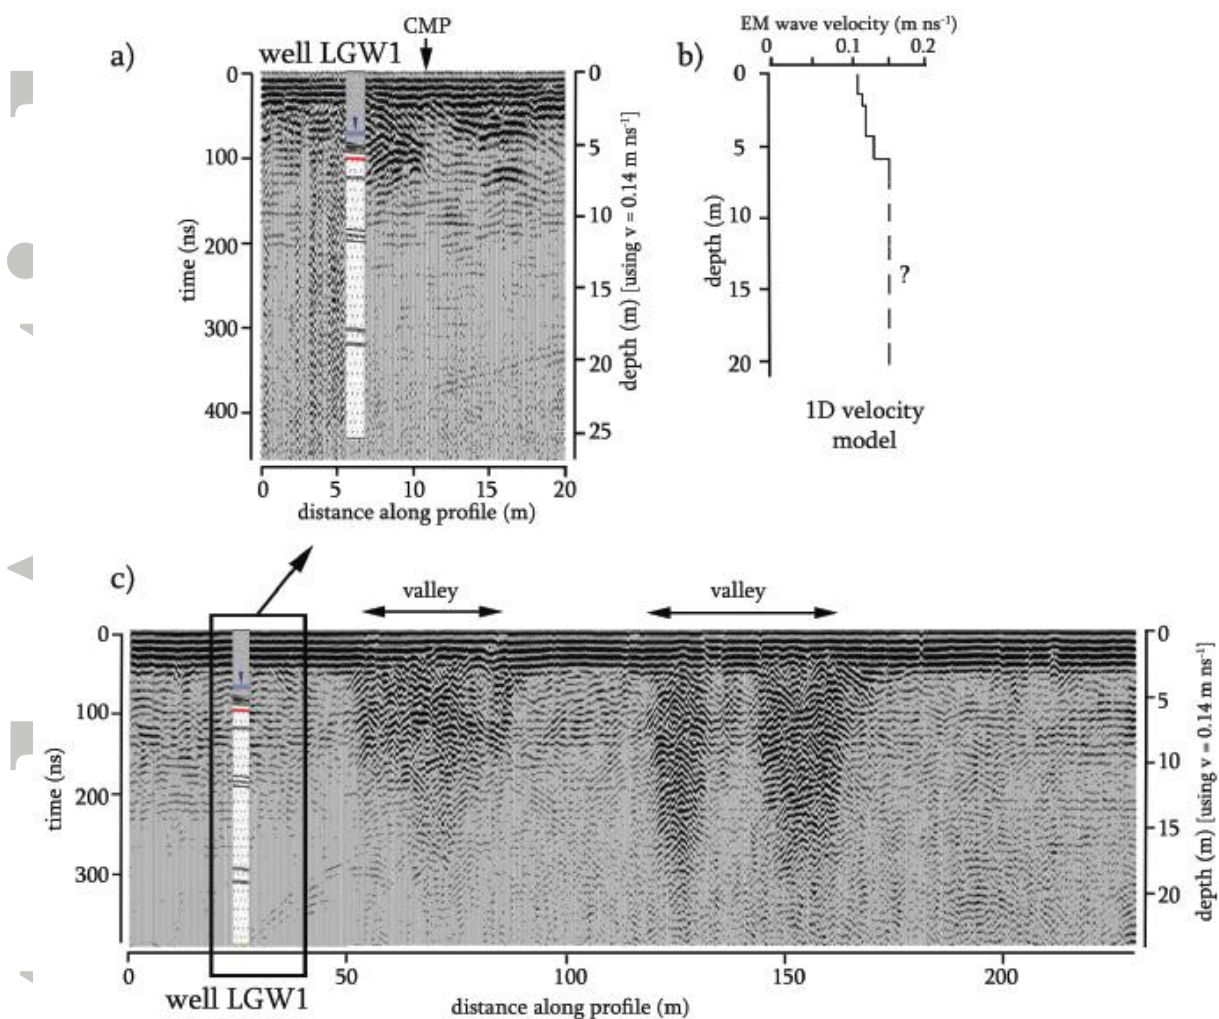 a)
well LGW1
CMP
0
100
200
300
400
time (ns)
0
5
10
15
20
25
depth (m) [using v = 0.14 m ns⁻¹]
0 5 10 15 20
distance along profile (m)
b)
EM wave velocity (m ns⁻¹)
0 0.1 0.2
0
5
10
15
20
depth (m)
?
1D velocity
model
c)
valley
valley
0
100
200
300
time (ns)
0
5
10
15
20
depth (m) [using v = 0.14 m ns⁻¹]
0 50 100 150 200
well LGW1
distance along profile (m)